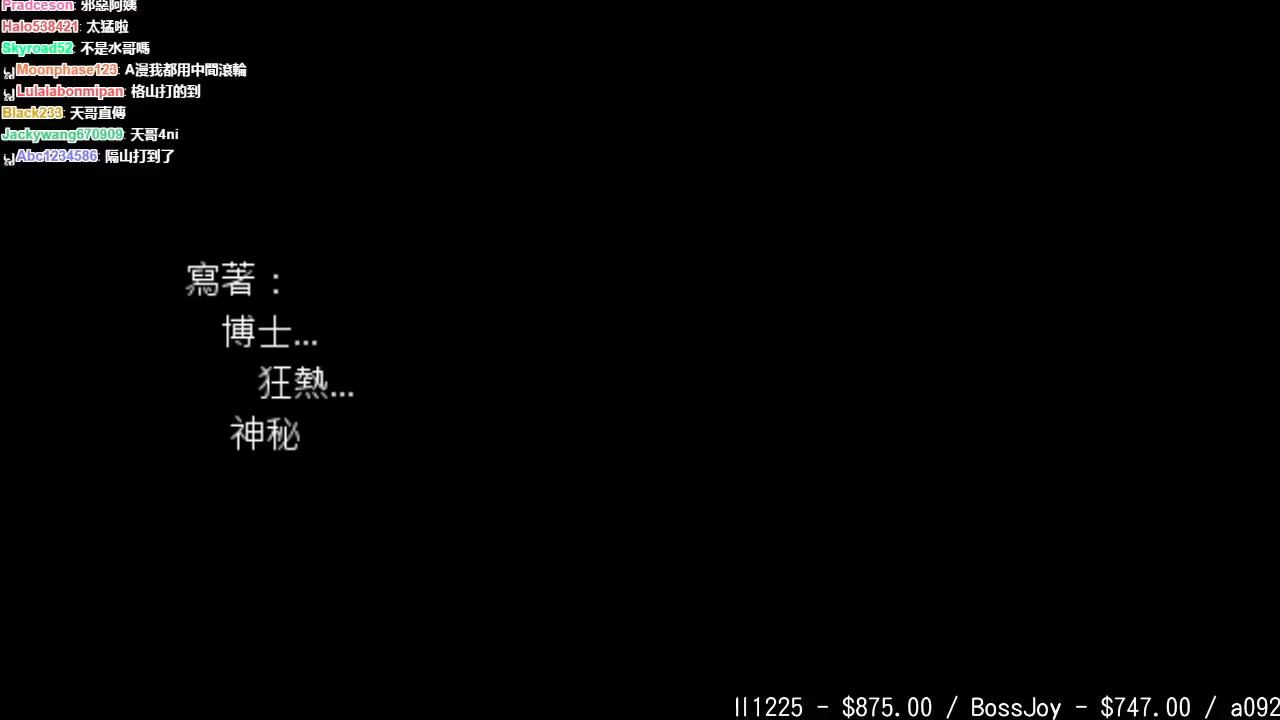 Pradceson: 邪惡阿姨
Halo538421: 太猛啦
Skyroad52: 不是水哥嗎
Moonphase123: A漫我都用中間滾輪
Lulalabonmipan: 格山打的到
Black233: 天哥直傳
Jackywang670909: 天哥4ni
Abc1234586: 隔山打到了
寫著：
博士...
狂熱...
神秘
ll1225 - $875.00 / BossJoy - $747.00 / a092